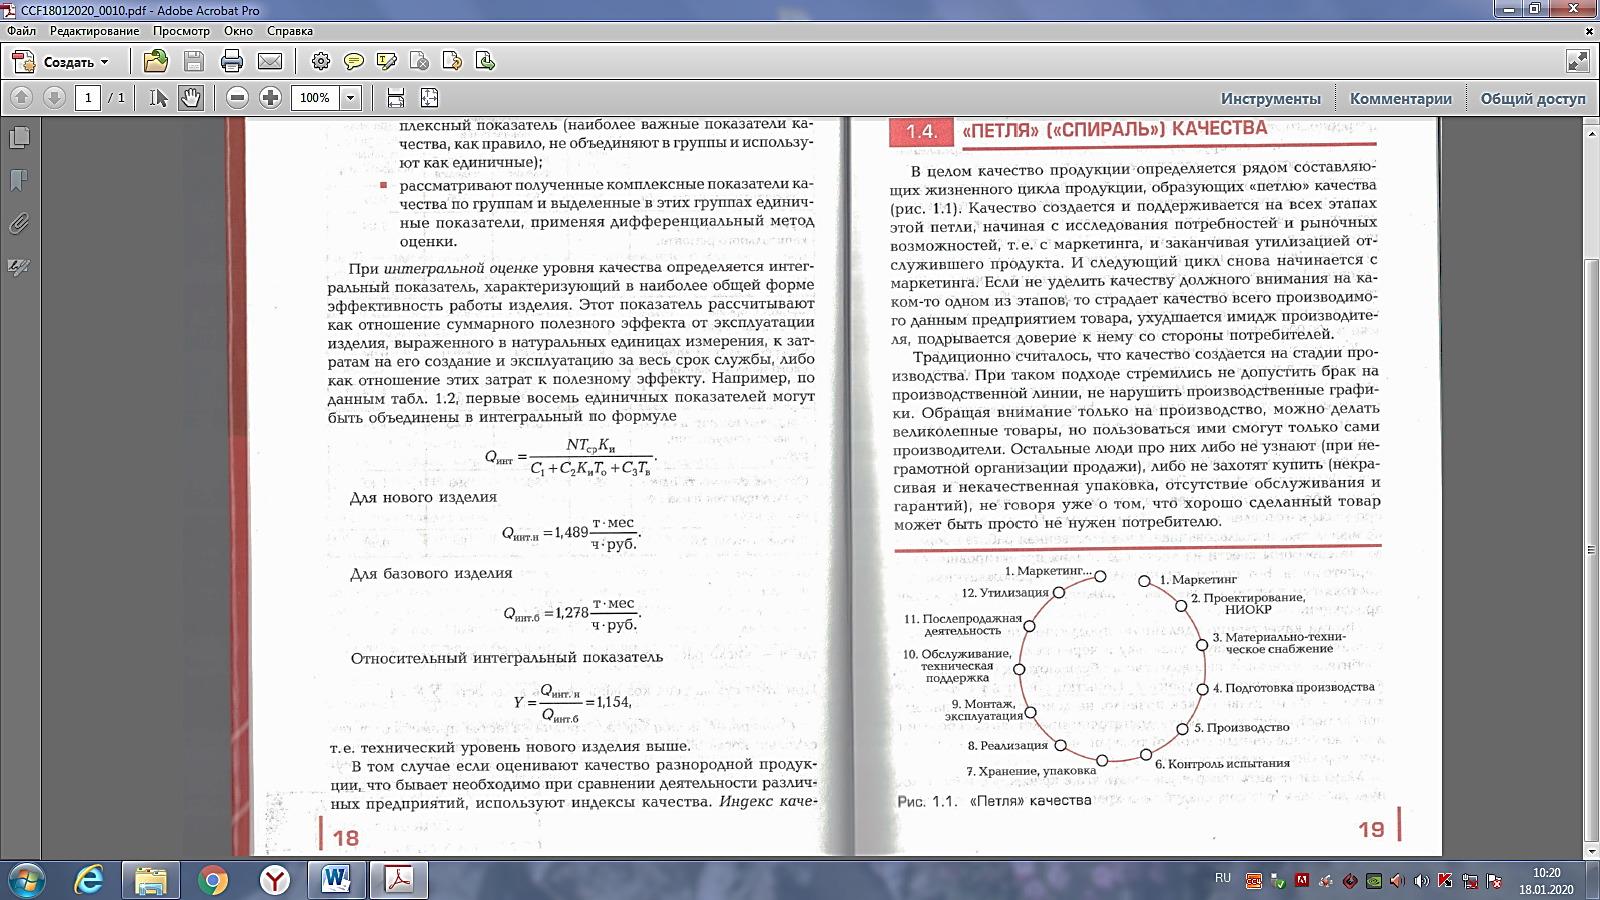 CCF18012020_0010.pdf - Adobe Acrobat Pro
Файл Редактирование Просмотр Окно Справка
Создать
1 / 1 100% Инструменты Комментарии Общий доступ
плексный показатель (наиболее важные показатели ка-
чества, как правило, не объединяют в группы и использу-
ют как единичные);
рассматривают полученные комплексные показатели ка-
чества по группам и выделенные в этих группах единич-
ные показатели, применяя дифференциальный метод
оценки.
При интегральной оценке уровня качества определяется интег-
ральный показатель, характеризующий в наиболее общей форме
эффективность работы изделия. Этот показатель рассчитывают
как отношение суммарного полезного эффекта от эксплуатации
изделия, выраженного в натуральных единицах измерения, к зат-
ратам на его создание и эксплуатацию за весь срок службы, либо
как отношение этих затрат к полезному эффекту. Например, по
данным табл. 1.2, первые восемь единичных показателей могут
быть объединены в интегральный по формуле
NTсрKи
Qинт =
C1 + C2KиTо + C3Tв
.
Для нового изделия
Qинт.н = 1,489 т·мес
ч·руб.
.
Для базового изделия
Qинт.б = 1,278 т·мес
ч·руб.
.
Относительный интегральный показатель
Y = Qинт.н
Qинт.б
= 1,154,
т.е. технический уровень нового изделия выше.
В том случае если оценивают качество разнородной продук-
ции, что бывает необходимо при сравнении деятельности различ-
ных предприятий, используют индексы качества. Индекс каче-
18
1.4. «ПЕТЛЯ» («СПИРАЛЬ») КАЧЕСТВА
В целом качество продукции определяется рядом составляю-
щих жизненного цикла продукции, образующих «петлю» качества
(рис. 1.1). Качество создается и поддерживается на всех этапах
этой петли, начиная с исследования потребностей и рыночных
возможностей, т.е. с маркетинга, и заканчивая утилизацией от-
служившего продукта. И следующий цикл снова начинается с
маркетинга. Если не уделить качеству должного внимания на ка-
ком-то одном из этапов, то страдает качество всего производимо-
го данным предприятием товара, ухудшается имидж производите-
ля, подрывается доверие к нему со стороны потребителей.
Традиционно считалось, что качество создается на стадии про-
изводства. При таком подходе стремились не допустить брак на
производственной линии, не нарушить производственные графи-
ки. Обращая внимание только на производство, можно делать
великолепные товары, но пользоваться ими смогут только сами
производители. Остальные люди про них либо не узнают (при не-
грамотной организации продажи), либо не захотят купить (некра-
сивая и некачественная упаковка, отсутствие обслуживания и
гарантий), не говоря уже о том, что хорошо сделанный товар
может быть просто не нужен потребителю.
1. Маркетинг...
1. Маркетинг
2. Проектирование,
НИОКР
3. Материально-техни-
ческое снабжение
4. Подготовка производства
5. Производство
6. Контроль испытания
7. Хранение, упаковка
8. Реализация
9. Монтаж,
эксплуатация
10. Обслуживание,
техническая
поддержка
11. Послепродажная
деятельность
12. Утилизация
Рис. 1.1. «Петля» качества
19
RU
10:20
18.01.2020